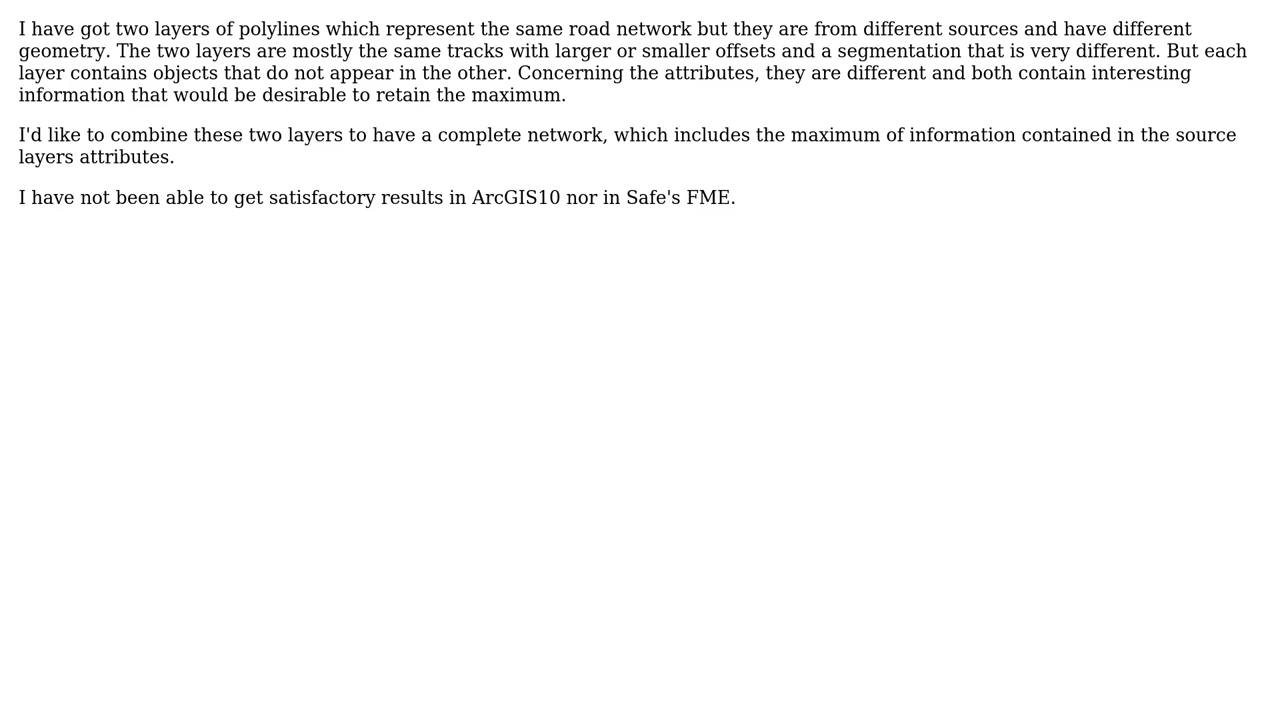 I have got two layers of polylines which represent the same road network but they are from different sources and have different
geometry. The two layers are mostly the same tracks with larger or smaller offsets and a segmentation that is very different. But each
layer contains objects that do not appear in the other. Concerning the attributes, they are different and both contain interesting
information that would be desirable to retain the maximum.
I'd like to combine these two layers to have a complete network, which includes the maximum of information contained in the source
layers attributes.
I have not been able to get satisfactory results in ArcGIS10 nor in Safe's FME.